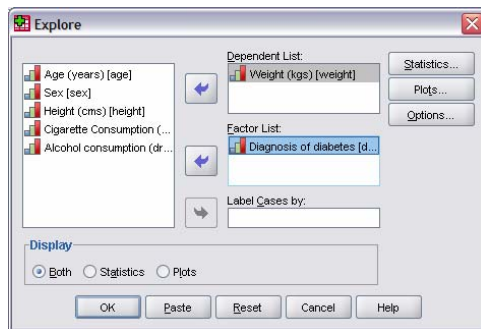 Explore
Age (years) [age]
Sex [sex]
Height (cms) [height]
Cigarette Consumption (...
Alcohol consumption (dr...
Dependent List:
Weight (kgs) [weight]
Factor List:
Diagnosis of diabetes [d...
Label Cases by:
Statistics...
Plots...
Options...
Display
Both Statistics Plots
OK Paste Reset Cancel Help